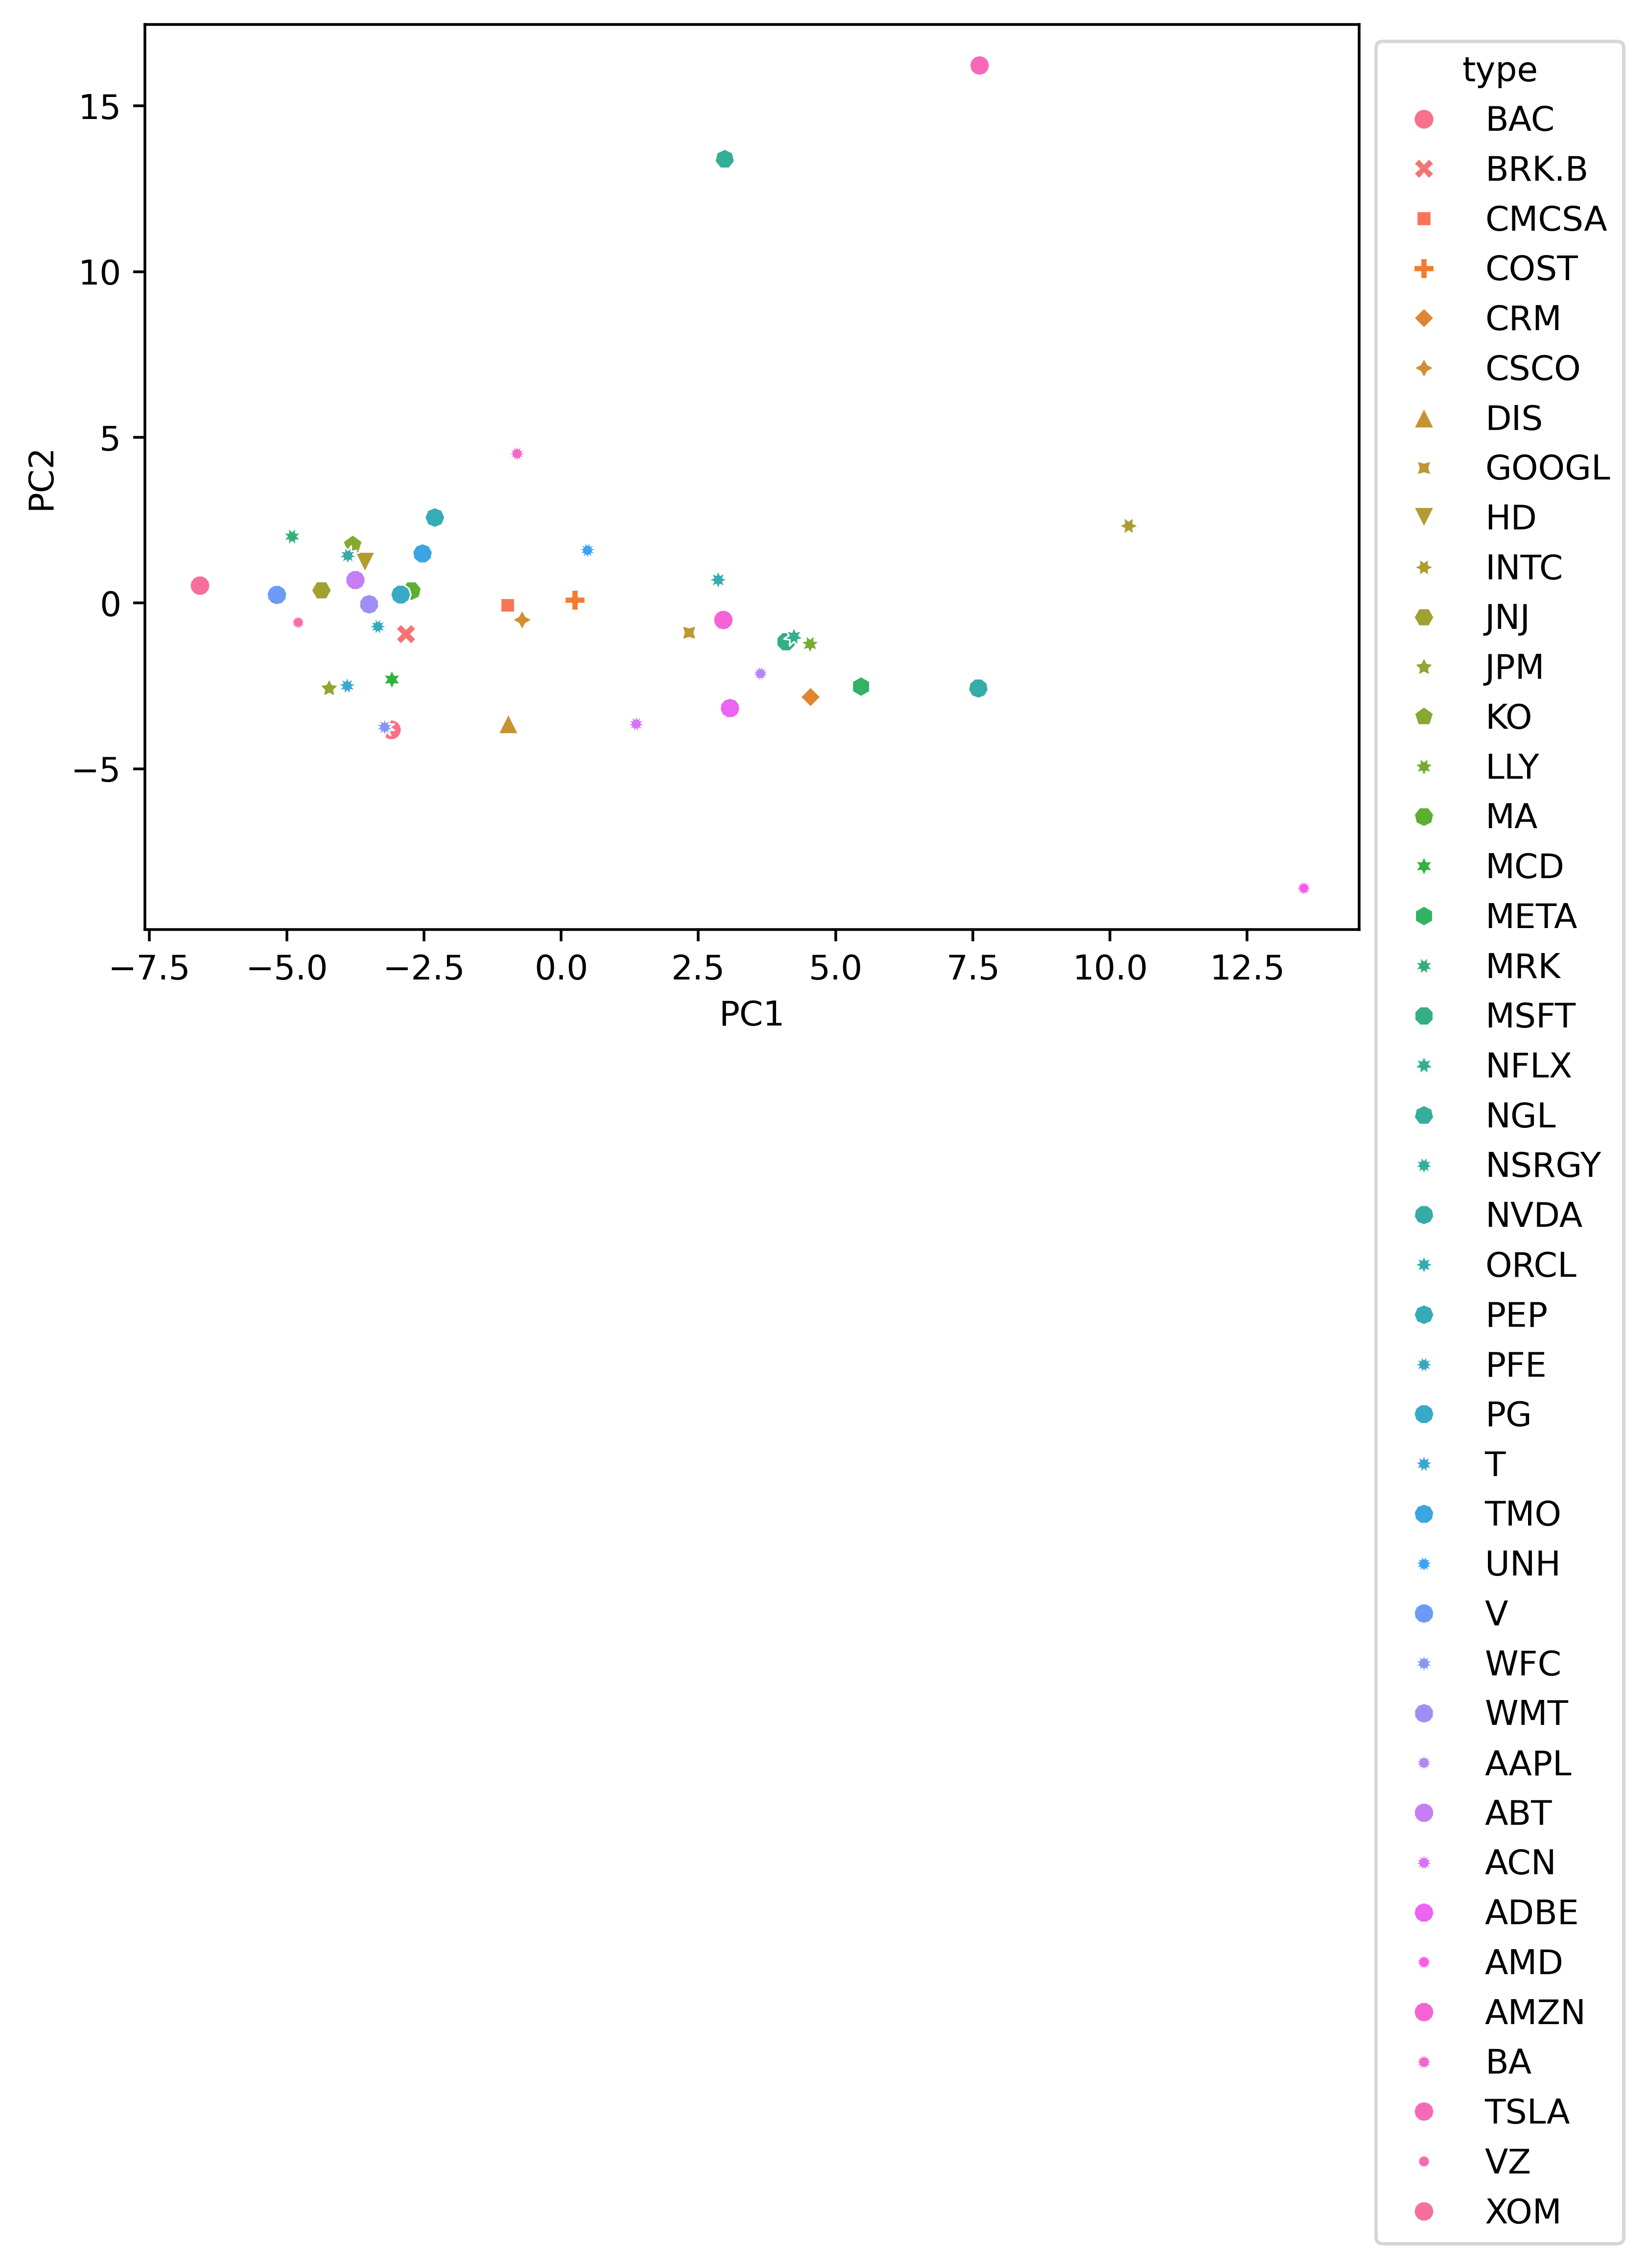 15
10
5
0
−5
PC2
−7.5 −5.0 −2.5 0.0 2.5 5.0 7.5 10.0 12.5
PC1
type
BAC
BRK.B
CMCSA
COST
CRM
CSCO
DIS
GOOGL
HD
INTC
JNJ
JPM
KO
LLY
MA
MCD
META
MRK
MSFT
NFLX
NGL
NSRGY
NVDA
ORCL
PEP
PFE
PG
T
TMO
UNH
V
WFC
WMT
AAPL
ABT
ACN
ADBE
AMD
AMZN
BA
TSLA
VZ
XOM